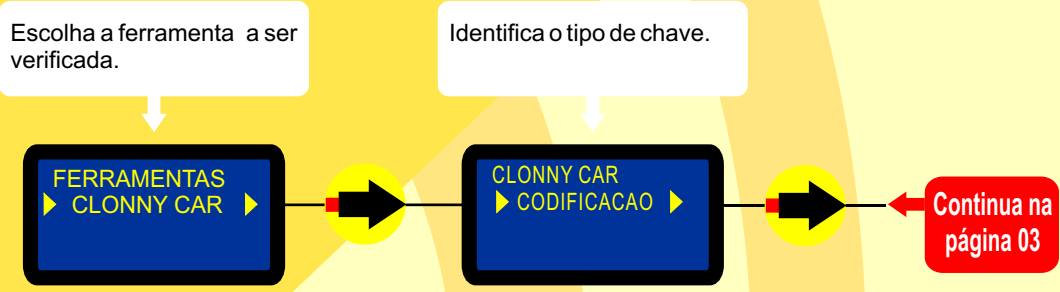 Escolha a ferramenta a ser
verificada.
Identifica o tipo de chave.
FERRAMENTAS
CLONNY CAR
CLONNY CAR
CODIFICACAO
Continua na
página 03